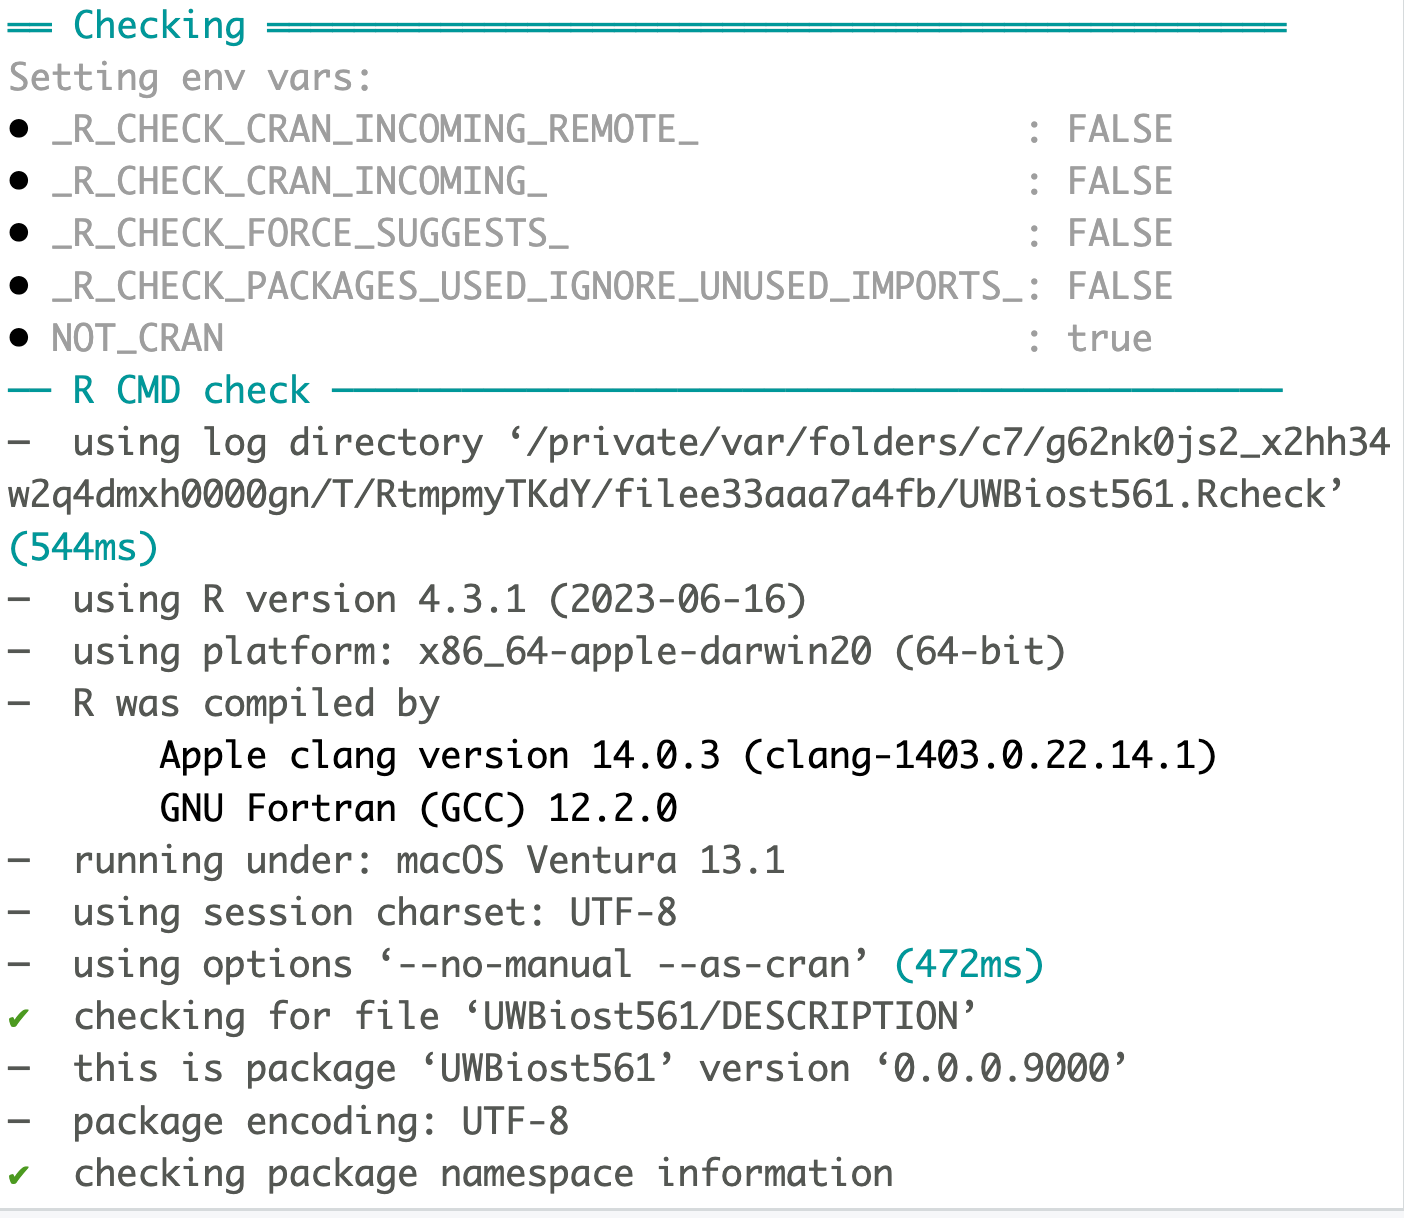 ══ Checking ═══════════════════════════════════════════════
Setting env vars:
● _R_CHECK_CRAN_INCOMING_REMOTE_               : FALSE
● _R_CHECK_CRAN_INCOMING_                      : FALSE
● _R_CHECK_FORCE_SUGGESTS_                     : FALSE
● _R_CHECK_PACKAGES_USED_IGNORE_UNUSED_IMPORTS_: FALSE
● NOT_CRAN                                     : true
── R CMD check ────────────────────────────────────────────
─  using log directory ‘/private/var/folders/c7/g62nk0js2_x2hh34
w2q4dmxh0000gn/T/RtmpmyTKdY/filee33aaa7a4fb/UWBiost561.Rcheck’
(544ms)
─  using R version 4.3.1 (2023-06-16)
─  using platform: x86_64-apple-darwin20 (64-bit)
─  R was compiled by
       Apple clang version 14.0.3 (clang-1403.0.22.14.1)
       GNU Fortran (GCC) 12.2.0
─  running under: macOS Ventura 13.1
─  using session charset: UTF-8
─  using options ‘--no-manual --as-cran’ (472ms)
✔  checking for file ‘UWBiost561/DESCRIPTION’
─  this is package ‘UWBiost561’ version ‘0.0.0.9000’
─  package encoding: UTF-8
✔  checking package namespace information